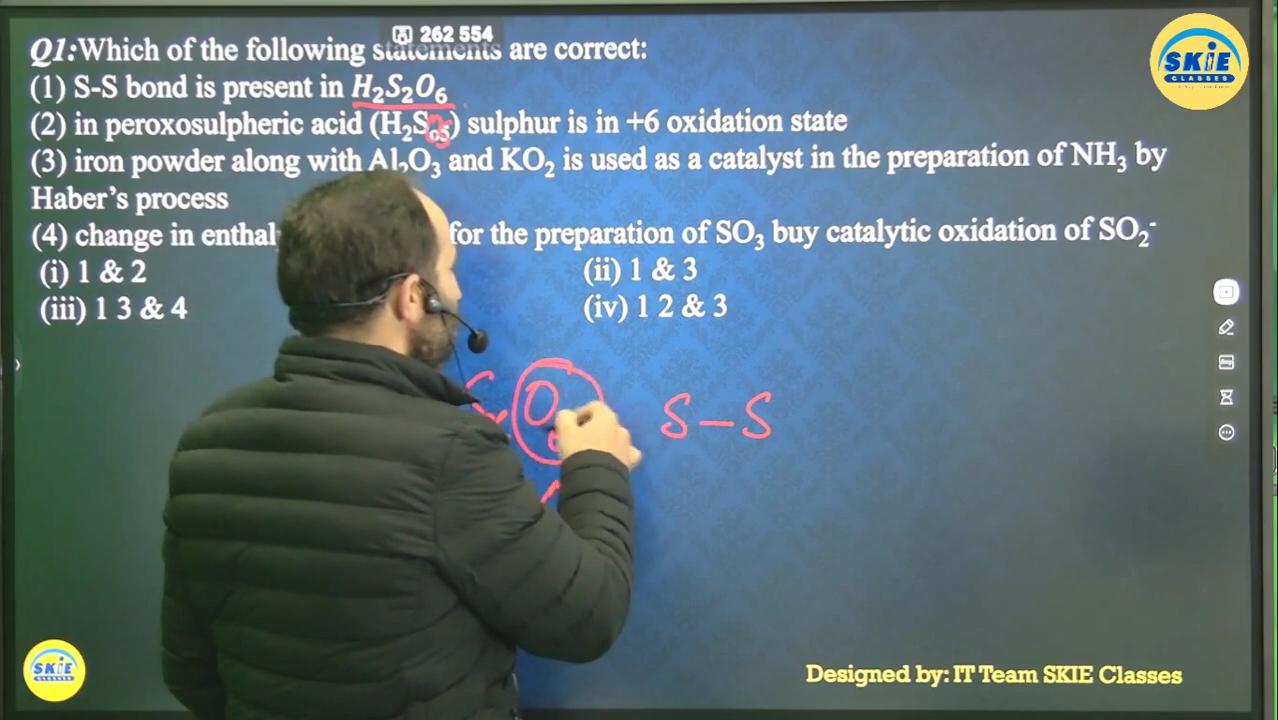 262 554
Q1:Which of the following statements are correct:
(1) S-S bond is present in H2S2O6
(2) in peroxosulpheric acid (H2SO5) sulphur is in +6 oxidation state
(3) iron powder along with Al2O3 and KO2 is used as a catalyst in the preparation of NH3 by
Haber's process
(4) change in for the preparation of SO3 buy catalytic oxidation of SO2-
(i) 1 & 2 (ii) 1 & 3
(iii) 1 3 & 4 (iv) 1 2 & 3
O S – S
SKiE
CLASSES
SKiE
CLASSES
Designed by: IT Team SKIE Classes